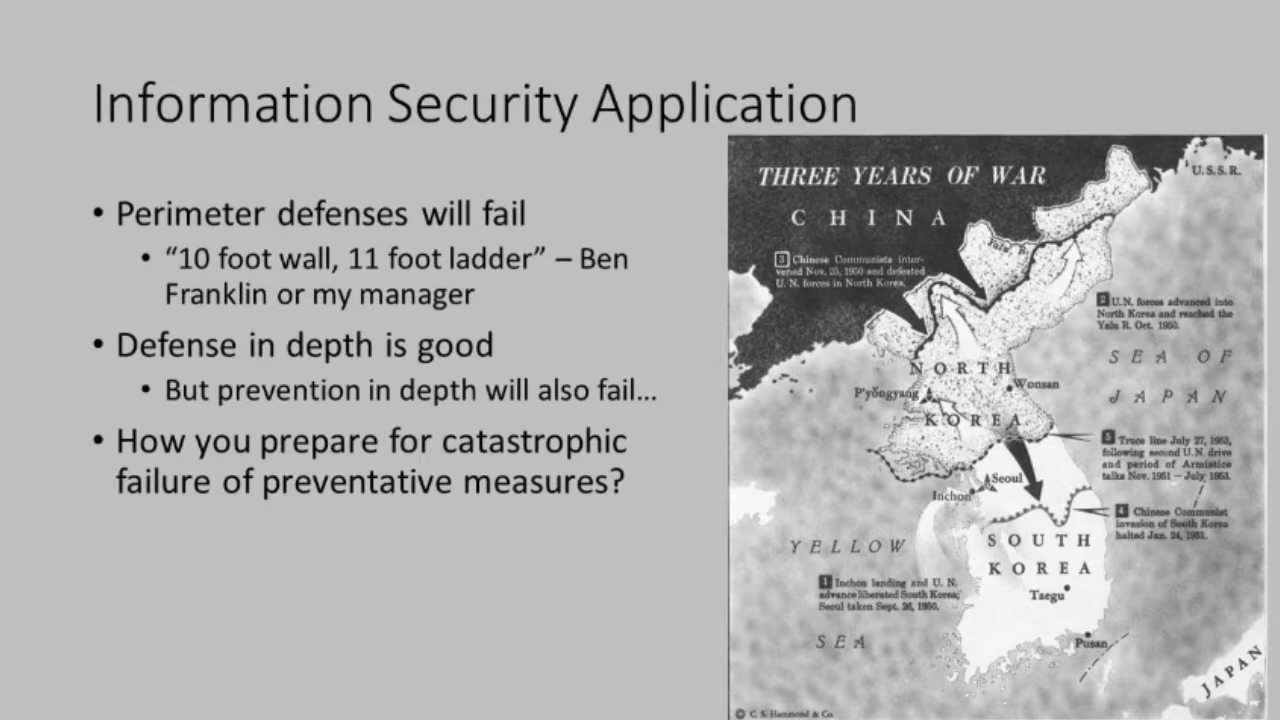 Information Security Application
• Perimeter defenses will fail
• “10 foot wall, 11 foot ladder” – Ben
Franklin or my manager
• Defense in depth is good
• But prevention in depth will also fail...
• How you prepare for catastrophic
failure of preventative measures?
THREE YEARS OF WAR
U.S.S.R.
CHINA
3 Chinese Communists inter-
vened Nov. 25, 1950 and defeated
U. N. forces in North Korea.
2 U.N. forces advanced into
North Korea and reached the
Yalu R. Oct. 1950.
SEA OF
JAPAN
NORTH
KOREA
Wonsan
P'yŏngyang
5 Truce line July 27, 1953,
following second U.N. drive
and period of Armistice
talks Nov. 1951 — July 1953.
Seoul
Inchon
4 Chinese Communist
invasion of South Korea
halted Jan. 24, 1951.
SOUTH
KOREA
YELLOW
SEA
1 Inchon landing and U. N.
advance liberated South Korea;
Seoul taken Sept. 26, 1950.
Taegu
Pusan
JAPAN
© C. S. Hammond & Co.